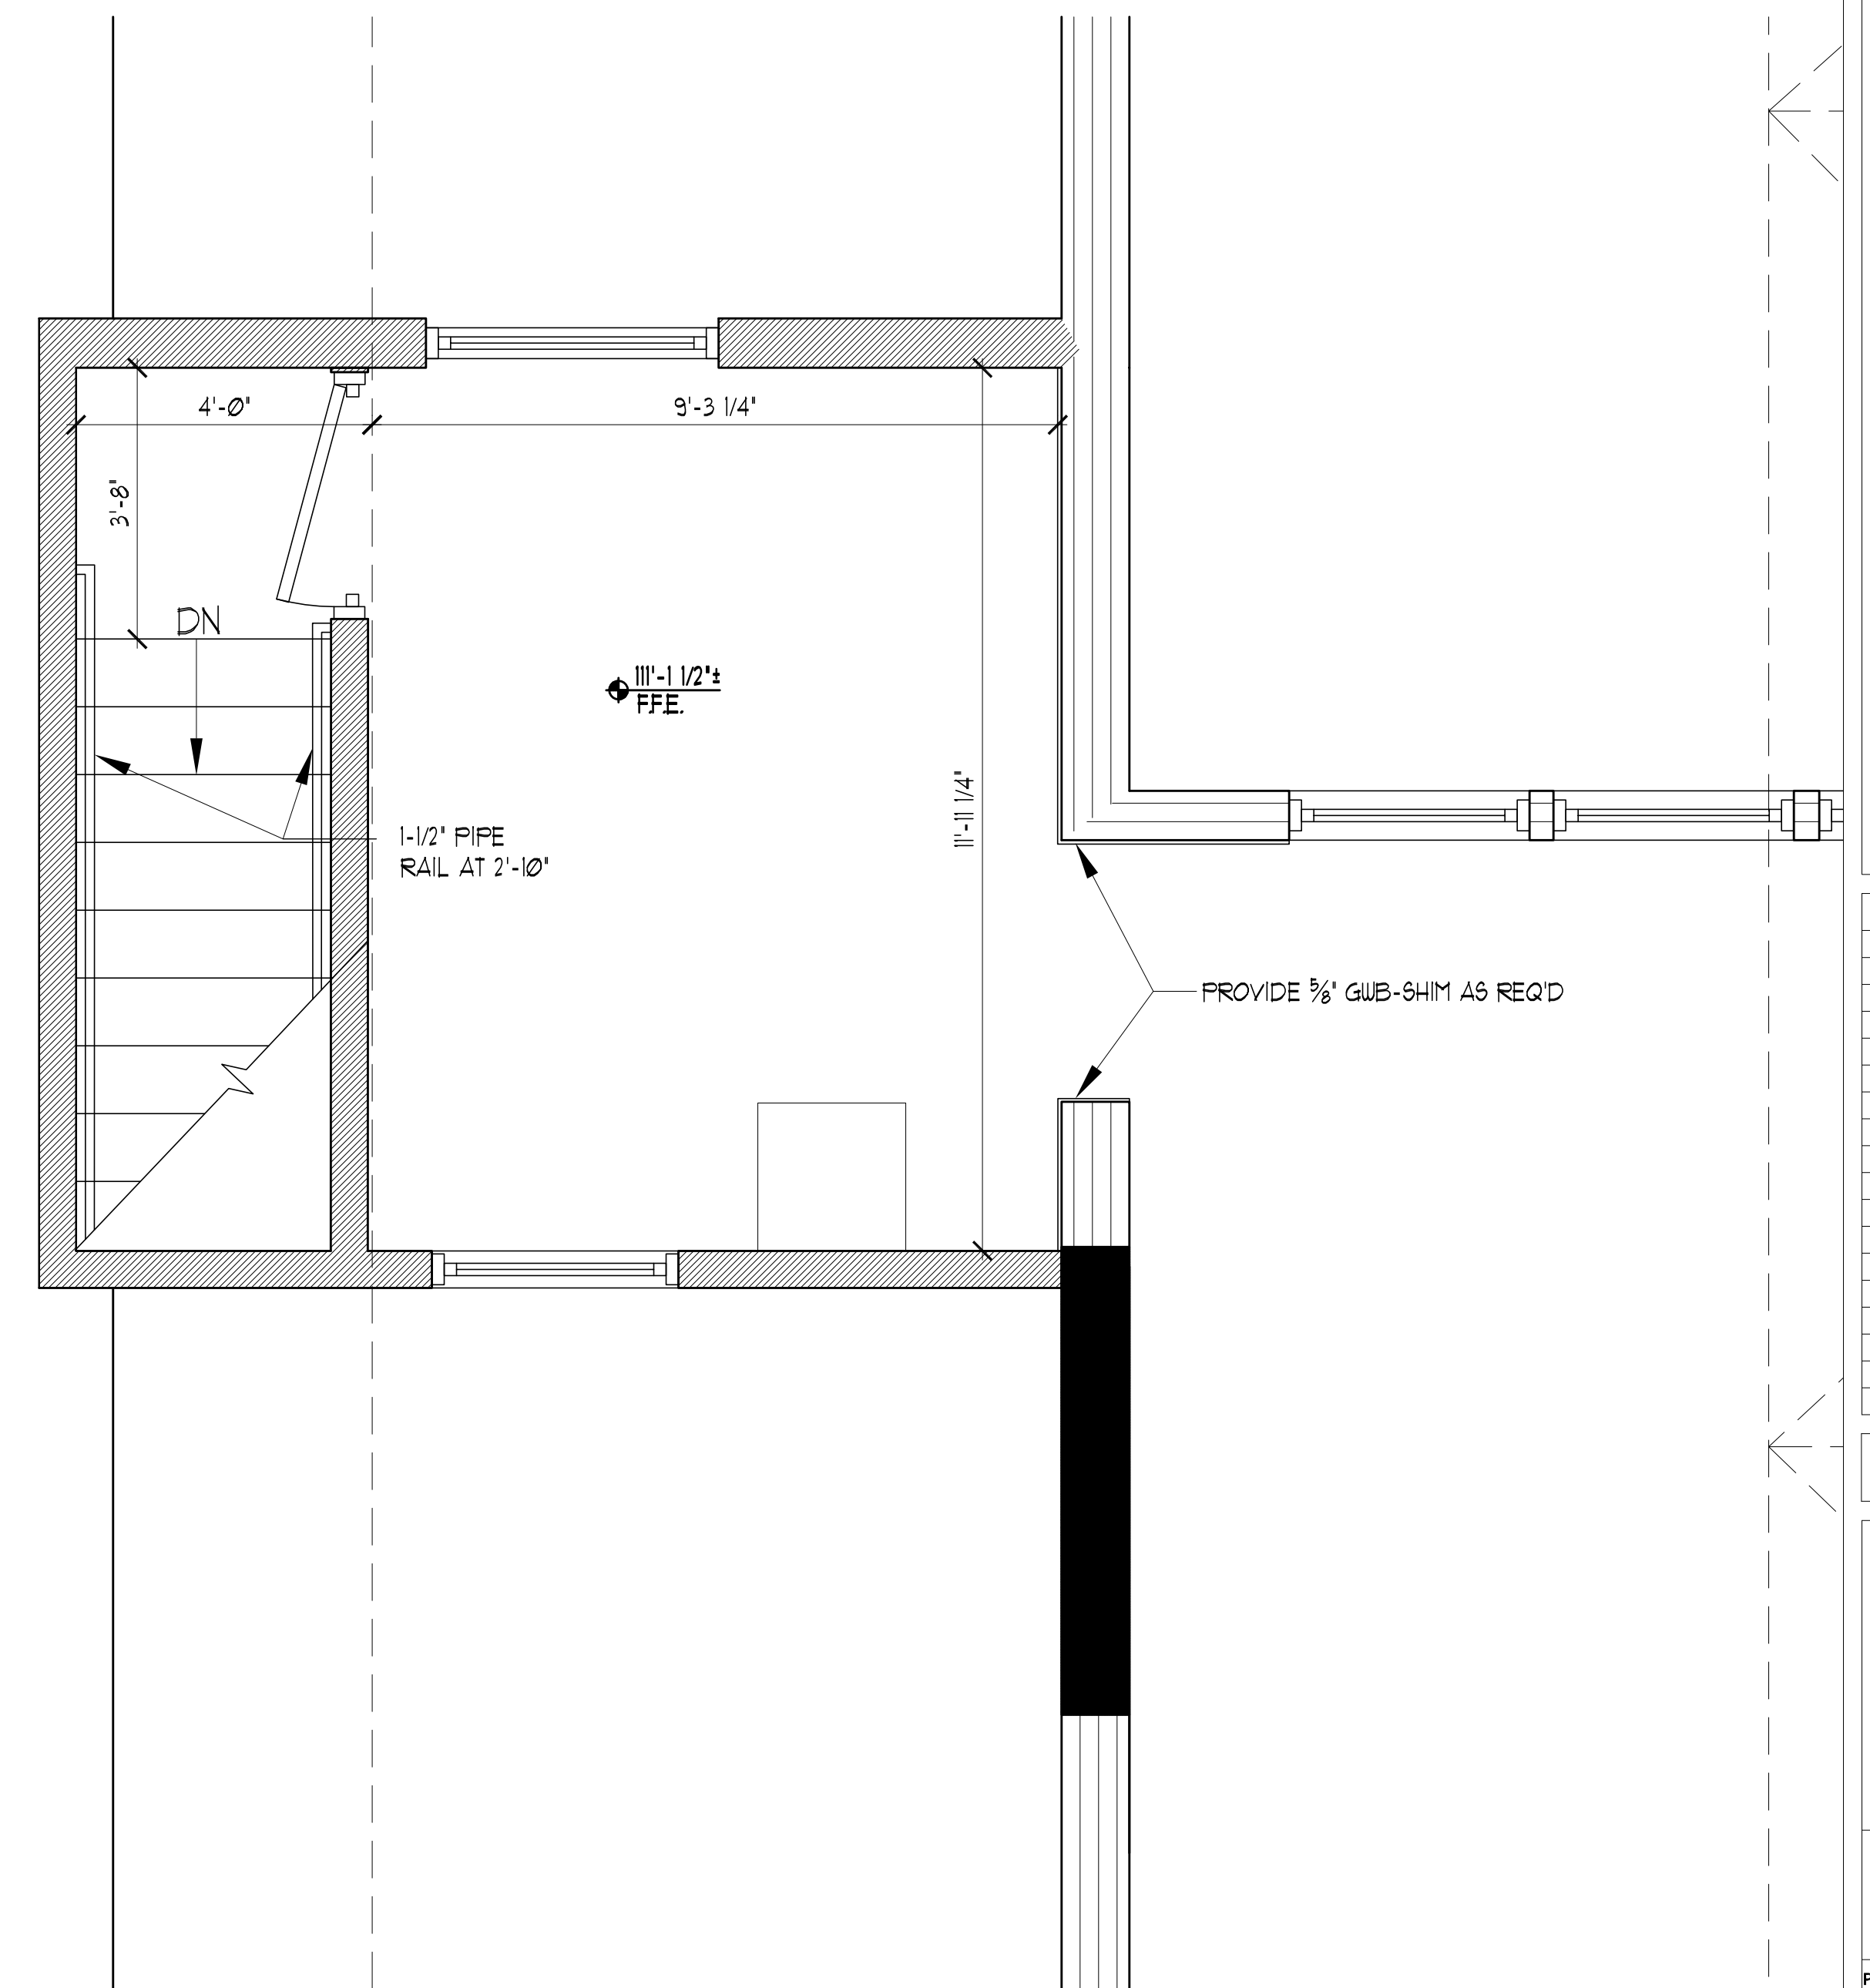 4'-0"
9'-3 1/4"
3'-8"
DN
111'-1 1/2"±
F.F.E.
11'-11 1/4"
1-1/2" PIPE
RAIL AT 2'-10"
PROVIDE 5/8" GWB-SHIM AS REQ'D